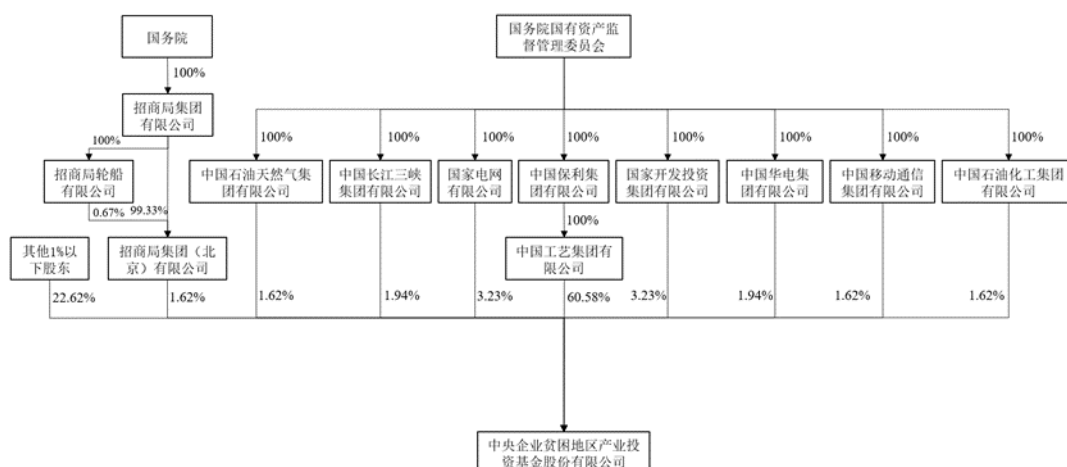 国务院
国务院国有资产监
督管理委员会
100%
招商局集团
有限公司
100%
100%
100%
100%
100%
100%
100%
100%
100%
招商局轮船
有限公司
中国石油天然气集
团有限公司
中国长江三峡
集团有限公司
国家电网
有限公司
中国保利集
团有限公司
国家开发投资
集团有限公司
中国华电集
团有限公司
中国移动通信
集团有限公司
中国石油化工集团
有限公司
0.67%
99.33%
100%
其他1%以
下股东
招商局集团（北
京）有限公司
中国工艺集团有
限公司
22.62%
1.62%
1.62%
1.94%
3.23%
60.58%
3.23%
1.94%
1.62%
1.62%
中央企业贫困地区产业投
资基金股份有限公司